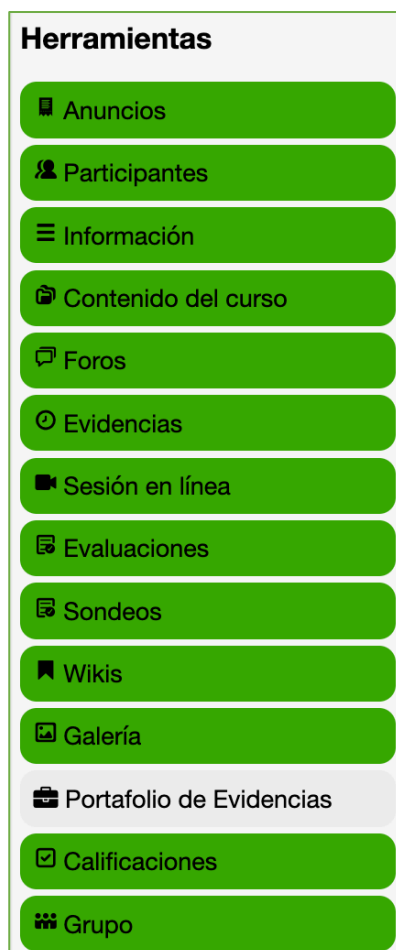 Herramientas
Anuncios
Participantes
Información
Contenido del curso
Foros
Evidencias
Sesión en línea
Evaluaciones
Sondeos
Wikis
Galería
Portafolio de Evidencias
Calificaciones
Grupo